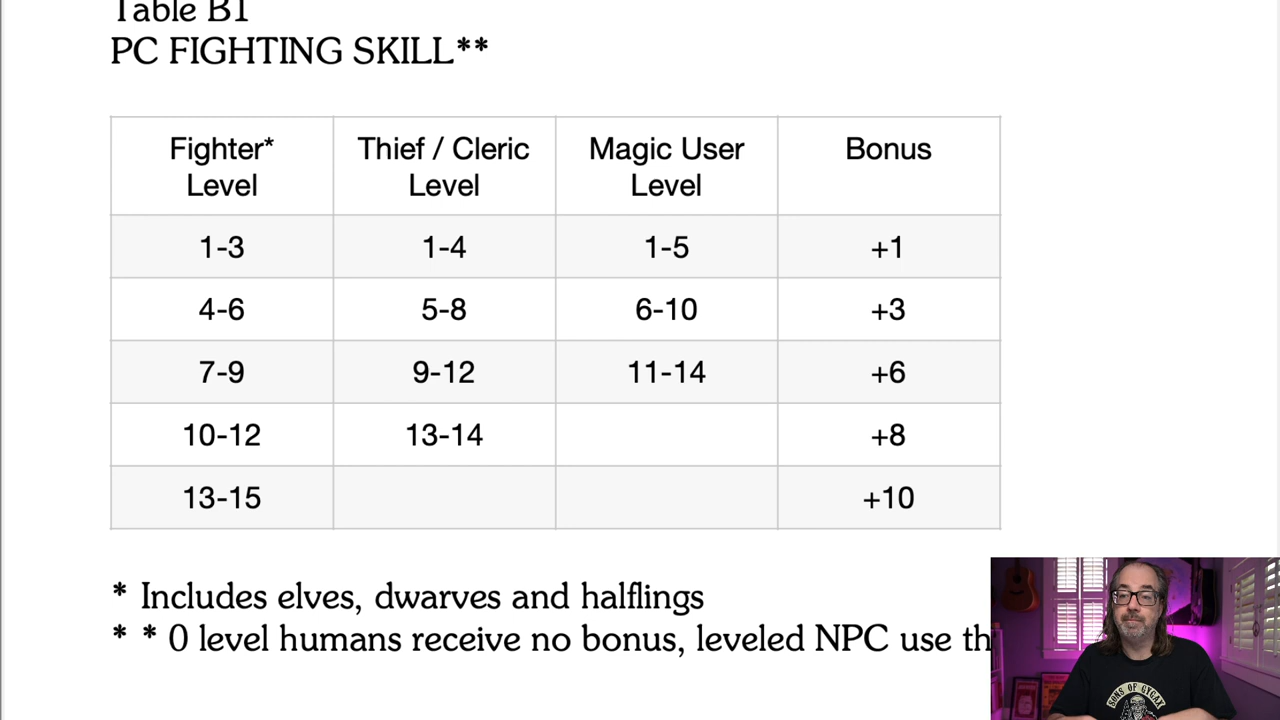 Table B1
PC FIGHTING SKILL**
Fighter* Level Thief / Cleric Level Magic User Level Bonus
1-3 1-4 1-5 +1
4-6 5-8 6-10 +3
7-9 9-12 11-14 +6
10-12 13-14 +8
13-15 +10
* Includes elves, dwarves and halflings
* * 0 level humans receive no bonus, leveled NPC use
SONS OF GYGAX